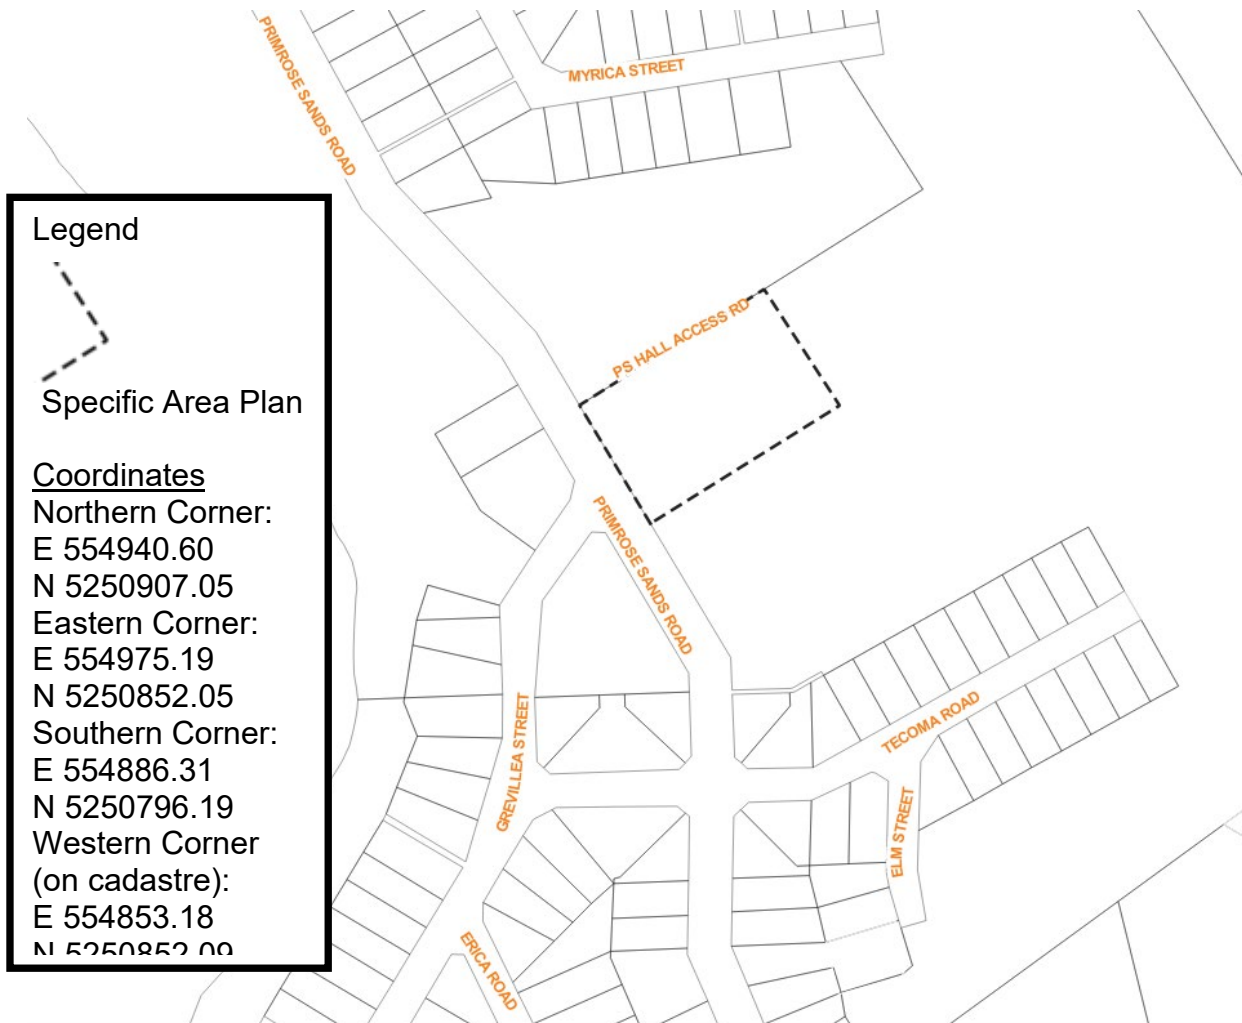 PRIMROSE SANDS ROAD
MYRICA STREET
Legend
Specific Area Plan
Coordinates
Northern Corner:
E 554940.60
N 5250907.05
Eastern Corner:
E 554975.19
N 5250852.05
Southern Corner:
E 554886.31
N 5250796.19
Western Corner
(on cadastre):
E 554853.18
N 5250852.09
PS HALL ACCESS RD
PRIMROSE SANDS ROAD
GREVILLEA STREET
TECOMA ROAD
ELM STREET
ERICA ROAD